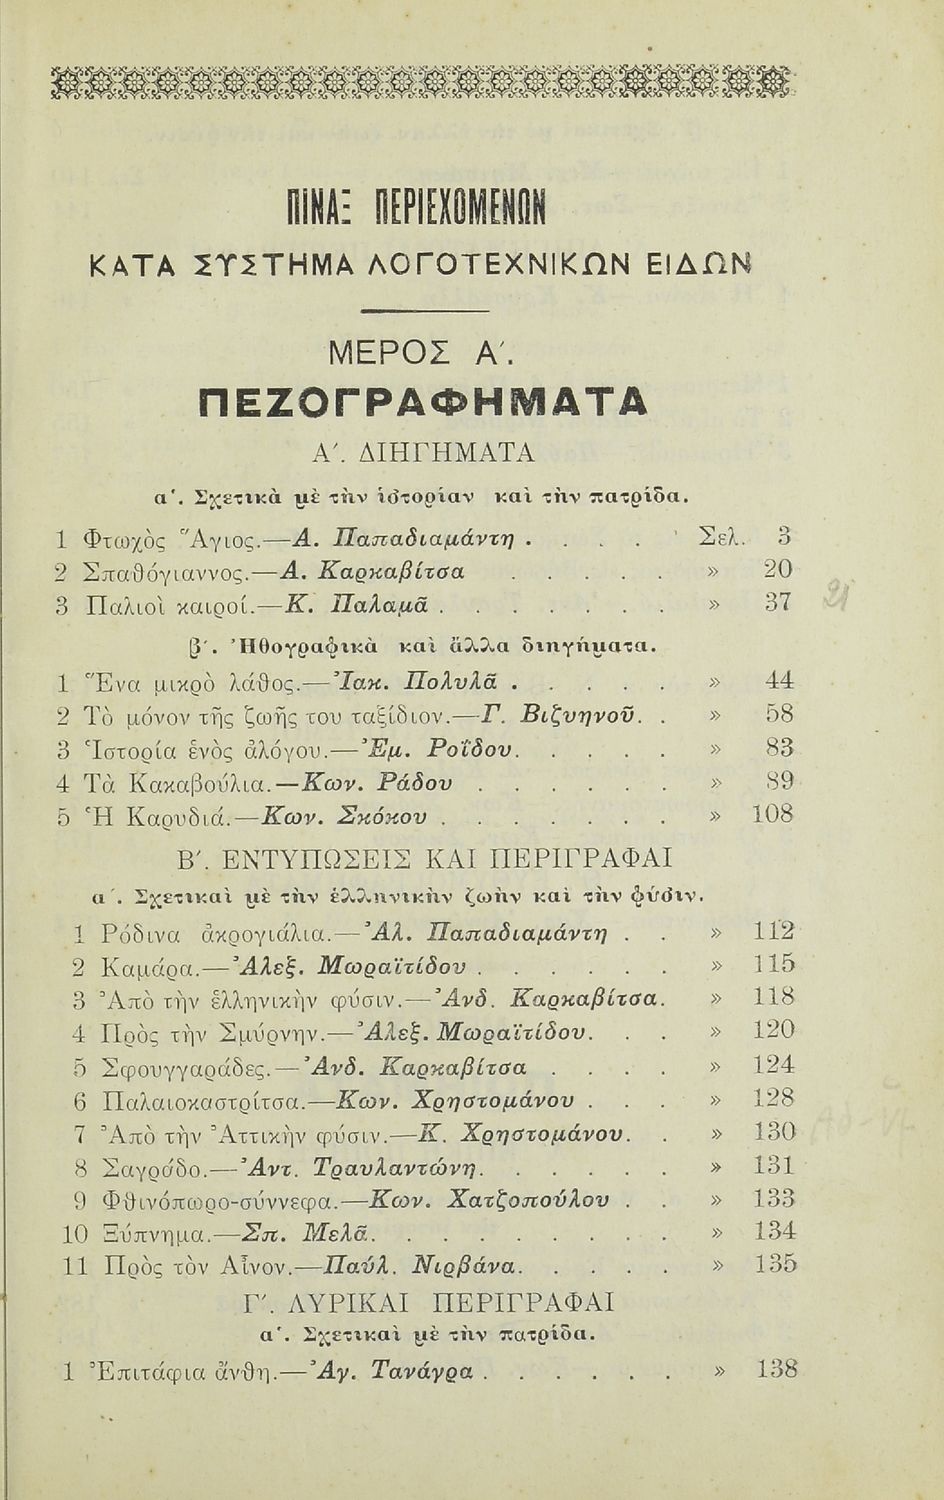 ΠΙΝΑΞ ΠΕΡΙΕΧΟΜΕΝΩΝ
ΚΑΤΑ ΣΥΣΤΗΜΑ ΛΟΓΟΤΕΧΝΙΚΩΝ ΕΙΔΩΝ
ΜΕΡΟΣ Α΄.
ΠΕΖΟΓΡΑΦΗΜΑΤΑ
Α΄. ΔΙΗΓΗΜΑΤΑ
α΄. Σχετικὰ μὲ τὴν ἱστορίαν καὶ τὴν πατρίδα.
1 Φτωχὸς Ἅγιος.—Α. Παπαδιαμάντη . . . . Σελ. 3
2 Σπαθόγιαννος.—Α. Καρκαβίτσα . . . . . » 20
3 Παλιοὶ καιροί.—Κ. Παλαμᾶ . . . . . . . » 37
β΄. Ἠθογραφικὰ καὶ ἄλλα διηγήματα.
1 Ἕνα μικρὸ λάθος.—Ἰακ. Πολυλᾶ . . . . . » 44
2 Τὸ μόνον τῆς ζωῆς του ταξίδιον.—Γ. Βιζυηνοῦ. . » 58
3 Ἱστορία ἑνὸς ἀλόγου.—Ἐμ. Ροΐδου. . . . . » 83
4 Τὰ Κακαβούλια.—Κων. Ράδου . . . . . . » 89
5 Ἡ Καρυδιά.—Κων. Σκόκου . . . . . . . » 108
Β΄. ΕΝΤΥΠΩΣΕΙΣ ΚΑΙ ΠΕΡΙΓΡΑΦΑΙ
α΄. Σχετικαὶ μὲ τὴν ἑλληνικὴν ζωὴν καὶ τὴν φύσιν.
1 Ρόδινα ἀκρογιάλια.—Ἀλ. Παπαδιαμάντη . . » 112
2 Καμάρα.—Ἀλεξ. Μωραϊτίδου . . . . . . » 115
3 Ἀπὸ τὴν ἑλληνικὴν φύσιν.—Ἀνδ. Καρκαβίτσα. » 118
4 Πρὸς τὴν Σμύρνην.—Ἀλεξ. Μωραϊτίδου. . . » 120
5 Σφουγγαράδες.—Ἀνδ. Καρκαβίτσα . . . . » 124
6 Παλαιοκαστρίτσα.—Κων. Χρηστομάνου . . . » 128
7 Ἀπὸ τὴν Ἀττικὴν φύσιν.—Κ. Χρηστομάνου. . » 130
8 Σαγρᾶδο.—Ἀντ. Τραυλαντώνη. . . . . . » 131
9 Φθινόπωρο-σύννεφα.—Κων. Χατζοπούλου . . » 133
10 Ξύπνημα.—Σπ. Μελᾶ. . . . . . . . . » 134
11 Πρὸς τὸν Αἶνον.—Παύλ. Νιρβάνα. . . . . » 135
Γ΄. ΛΥΡΙΚΑΙ ΠΕΡΙΓΡΑΦΑΙ
α΄. Σχετικαὶ μὲ τὴν πατρίδα.
1 Ἐπιτάφια ἄνθη.—Ἀγ. Τανάγρα . . . . . . » 138